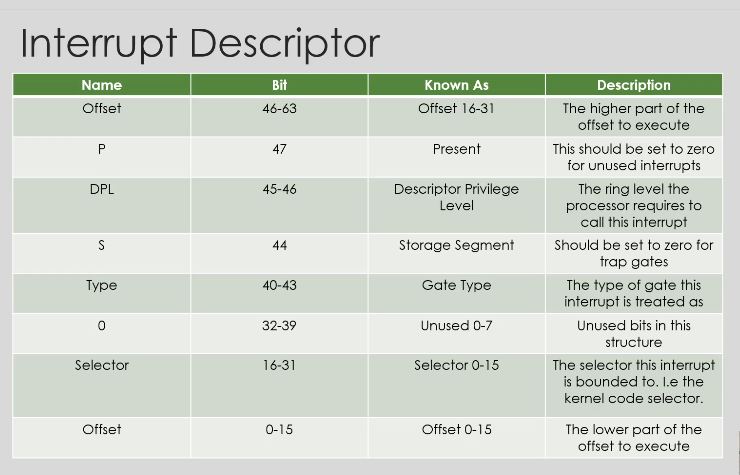 Interrupt Descriptor
Name Bit Known As Description
Offset 46-63 Offset 16-31 The higher part of the
offset to execute
P 47 Present This should be set to zero
for unused interrupts
DPL 45-46 Descriptor Privilege The ring level the
Level processor requires to
call this interrupt
S 44 Storage Segment Should be set to zero for
trap gates
Type 40-43 Gate Type The type of gate this
interrupt is treated as
0 32-39 Unused 0-7 Unused bits in this
structure
Selector 16-31 Selector 0-15 The selector this interrupt
is bounded to. I.e the
kernel code selector.
Offset 0-15 Offset 0-15 The lower part of the
offset to execute